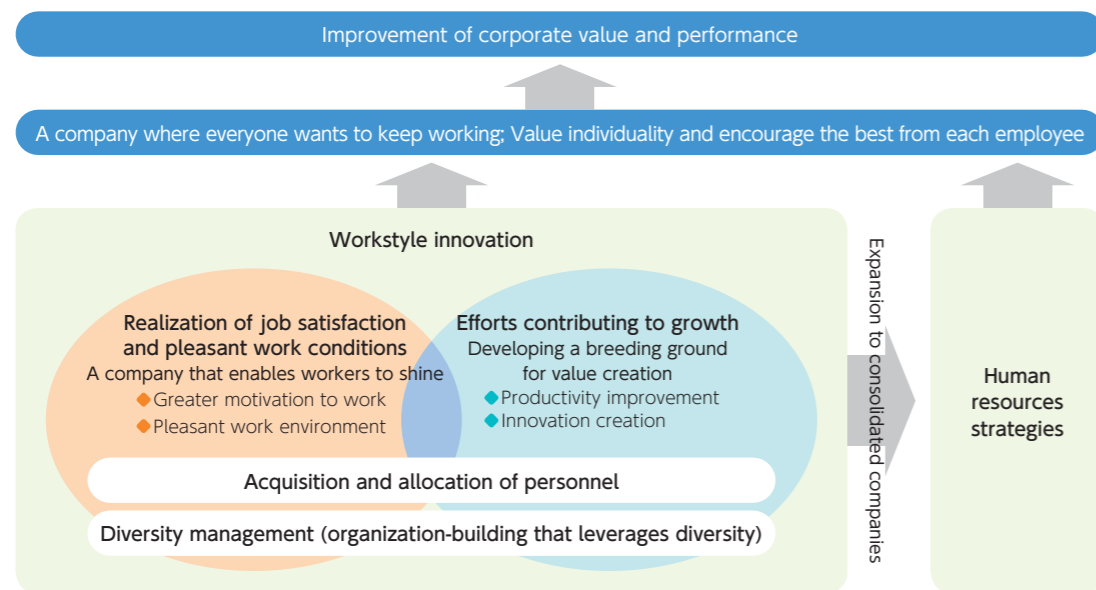 Improvement of corporate value and performance
A company where everyone wants to keep working; Value individuality and encourage the best from each employee
Workstyle innovation
Realization of job satisfaction
and pleasant work conditions
A company that enables workers to shine
◆Greater motivation to work
◆Pleasant work environment
Efforts contributing to growth
Developing a breeding ground
for value creation
◆Productivity improvement
◆Innovation creation
Acquisition and allocation of personnel
Diversity management (organization-building that leverages diversity)
Expansion to consolidated companies
Human
resources
strategies